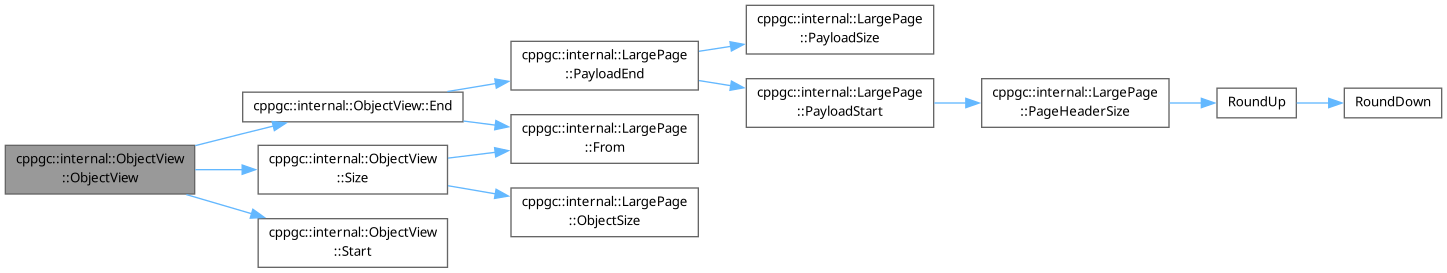 cppgc::internal::ObjectView
::ObjectView
cppgc::internal::ObjectView::End
cppgc::internal::ObjectView
::Size
cppgc::internal::ObjectView
::Start
cppgc::internal::LargePage
::PayloadEnd
cppgc::internal::LargePage
::From
cppgc::internal::LargePage
::ObjectSize
cppgc::internal::LargePage
::PayloadSize
cppgc::internal::LargePage
::PayloadStart
cppgc::internal::LargePage
::PageHeaderSize
RoundUp
RoundDown